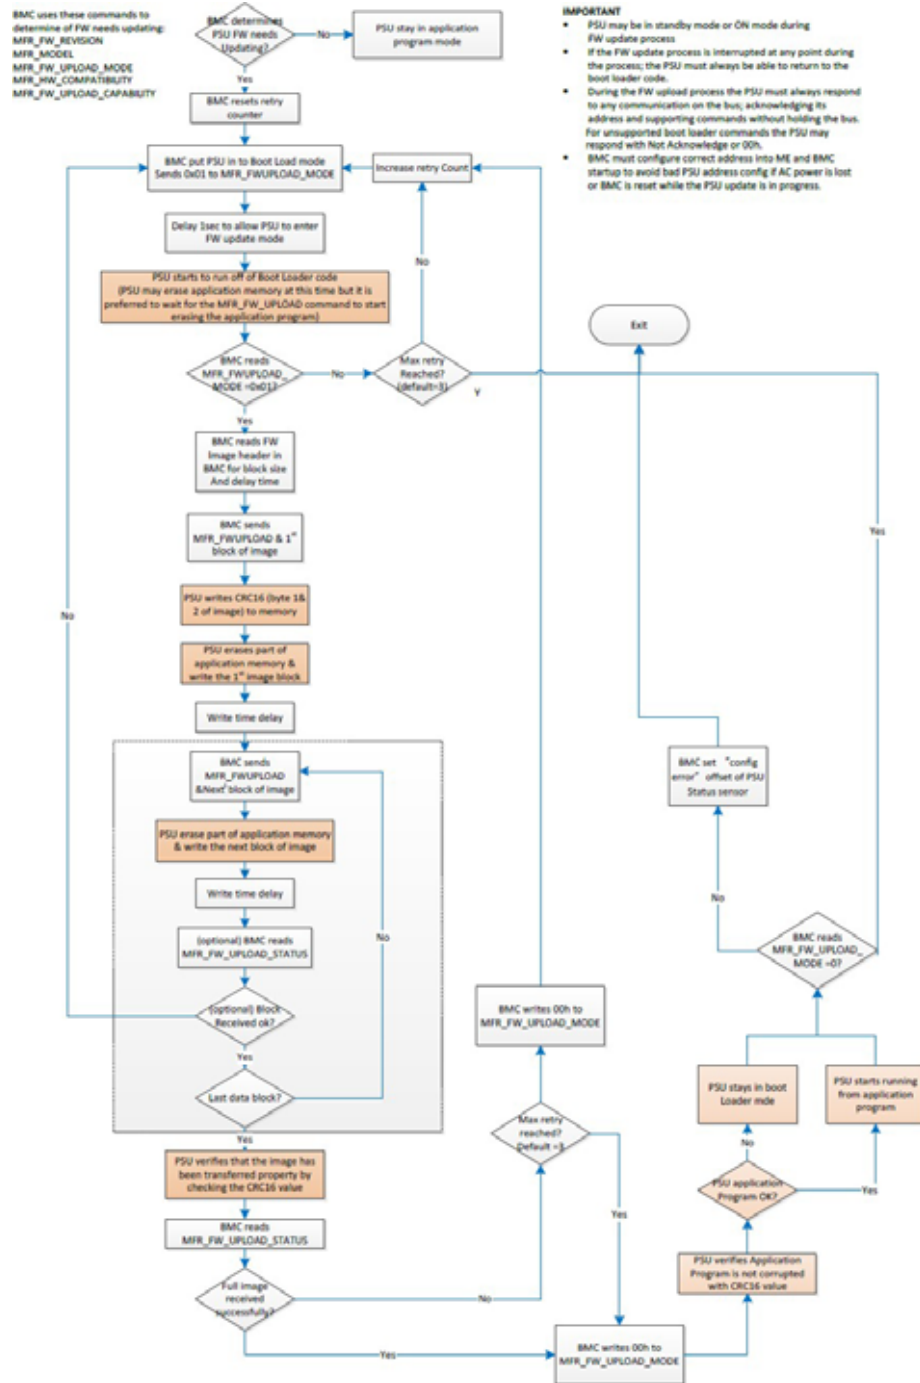 BMC uses these commands to
determine of FW needs updating:
MFR_FW_REVISION
MFR_MODEL
MFR_FW_UPLOAD_MODE
MFR_HW_COMPATIBILITY
MFR_FW_UPLOAD_CAPABILITY
BMC determines
PSU FW needs
Updating?
No
PSU stay in application
program mode
IMPORTANT
• PSU may be in standby mode or ON mode during
FW update process
• If the FW update process is interrupted at any point during
the process; the PSU must always be able to return to the
boot loader code.
• During the FW upload process the PSU must always respond
to any communication on the bus; acknowledging its
address and supporting commands without holding the bus.
For unsupported boot loader commands the PSU may
respond with Not Acknowledge or 00h.
• BMC must configure correct address into ME and BMC
startup to avoid bad PSU address config if AC power is lost
or BMC is reset while the PSU update is in progress.
Yes
BMC resets retry
counter
BMC put PSU in to Boot Load mode
Sends 0x01 to MFR_FWUPLOAD_MODE
Increase retry Count
Delay 1sec to allow PSU to enter
FW update mode
No
PSU starts to run off of Boot Loader code
(PSU may erase application memory at this time but it is
preferred to wait for the MFR_FW_UPLOAD command to start
erasing the application program)
Exit
BMC reads
MFR_FWUPLOAD_
MODE =0x01?
No
Max retry
Reached?
(default=3)
Y
Yes
BMC reads FW
Image header in
BMC for block size
And delay time
Yes
BMC sends
MFR_FWUPLOAD & 1st
block of image
No
PSU writes CRC16 (byte 1&
2 of image) to memory
PSU erases part of
application memory &
write the 1st image block
Write time delay
BMC sends
MFR_FWUPLOAD
&Next block of image
BMC set "config
error" offset of PSU
Status sensor
PSU erase part of application memory
& write the next block of image
Write time delay
No
No
(optional) BMC reads
MFR_FW_UPLOAD_STATUS
BMC reads
MFR_FW_UPLOAD_
MODE =0?
(optional) Block
Received ok?
BMC writes 00h to
MFR_FW_UPLOAD_MODE
Yes
Last data block?
PSU stays in boot
Loader mde
PSU starts running
from application
program
Max retry
reached?
Default =3
Yes
No
PSU verifies that the image has
been transferred property by
checking the CRC16 value
PSU application
Program OK?
Yes
Yes
BMC reads
MFR_FW_UPLOAD_STATUS
PSU verifies Application
Program is not corrupted
with CRC16 value
Full image
received
successfully?
No
Yes
BMC writes 00h to
MFR_FW_UPLOAD_MODE